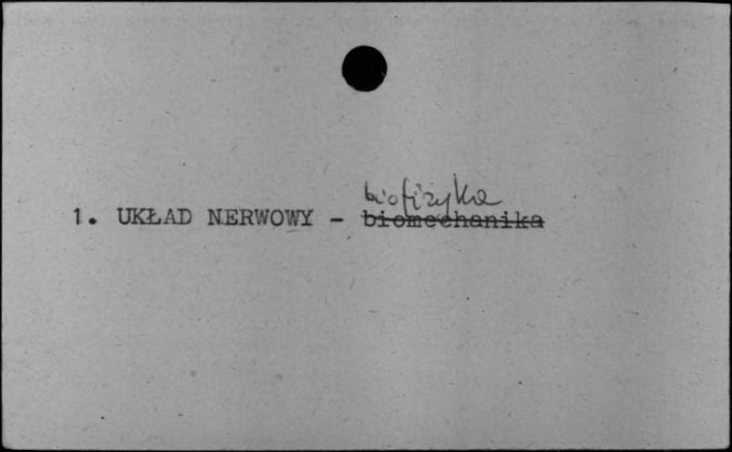 biofizyka
1. UKŁAD NERWOWY - biomechanika